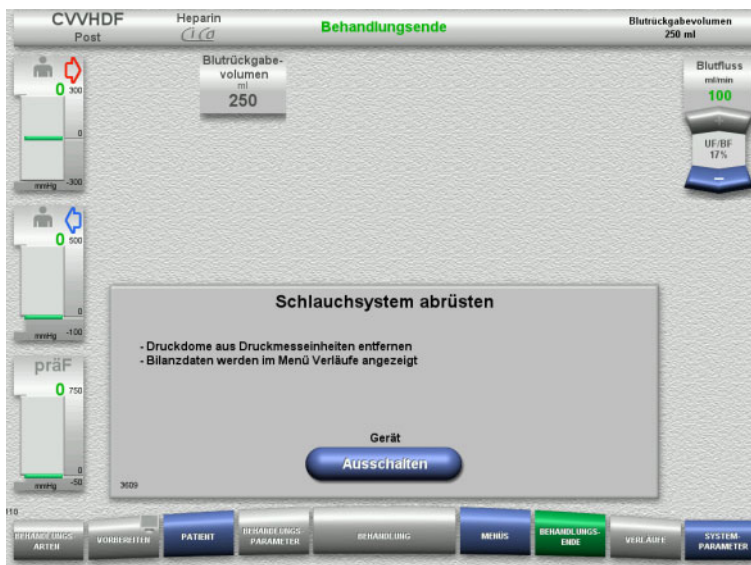 CVVHDF
Post
Heparin
Cica
Behandlungsende
Blutrückgabevolumen
250 ml
Blutrückgabe-
volumen
ml
250
Blutfluss
ml/min
100
UF/BF
17%
0
300
0
-300
mmHg
0
500
0
-100
mmHg
präF
0
750
0
-50
mmHg
Schlauchsystem abrüsten
- Druckdome aus Druckmesseinheiten entfernen
- Bilanzdaten werden im Menü Verläufe angezeigt
Gerät
Ausschalten
3609
BEHANDLUNGS-
ARTEN
VORBEREITEN
PATIENT
BEHANDLUNGS-
PARAMETER
BEHANDLUNG
MENÜS
BEHANDLUNGS-
ENDE
VERLÄUFE
SYSTEM-
PARAMETER